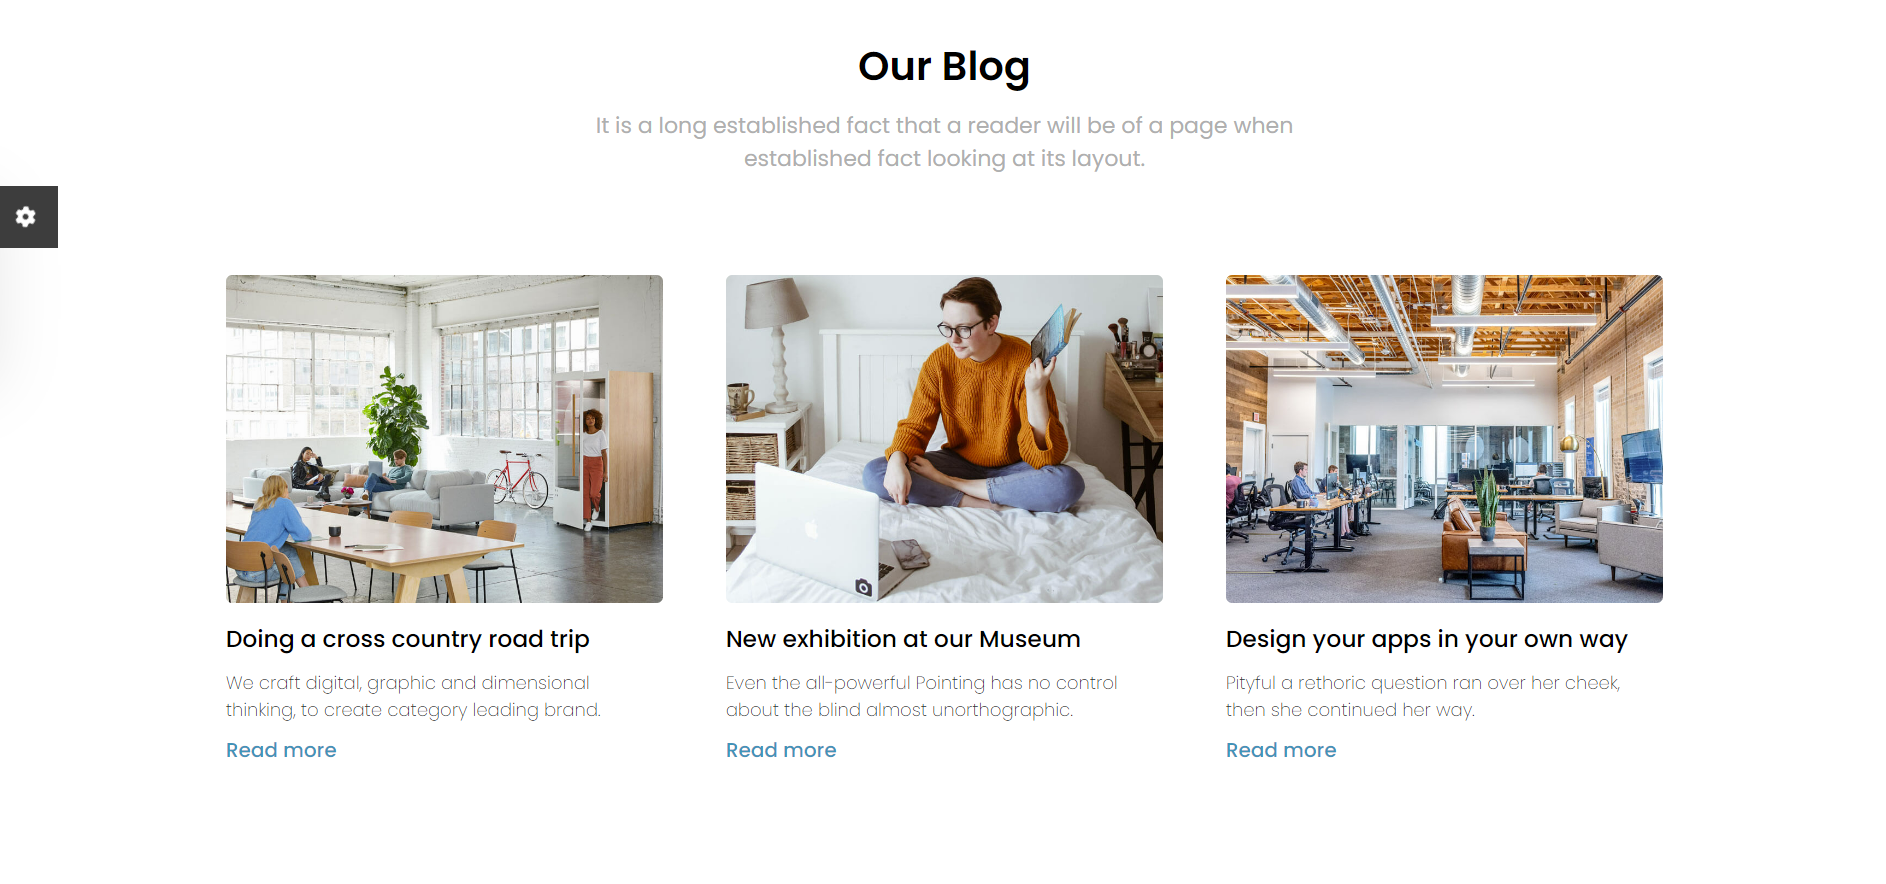 Our Blog
It is a long established fact that a reader will be of a page when
established fact looking at its layout.
Doing a cross country road trip
We craft digital, graphic and dimensional
thinking, to create category leading brand.
Read more
New exhibition at our Museum
Even the all-powerful Pointing has no control
about the blind almost unorthographic.
Read more
Design your apps in your own way
Pityful a rethoric question ran over her cheek,
then she continued her way.
Read more